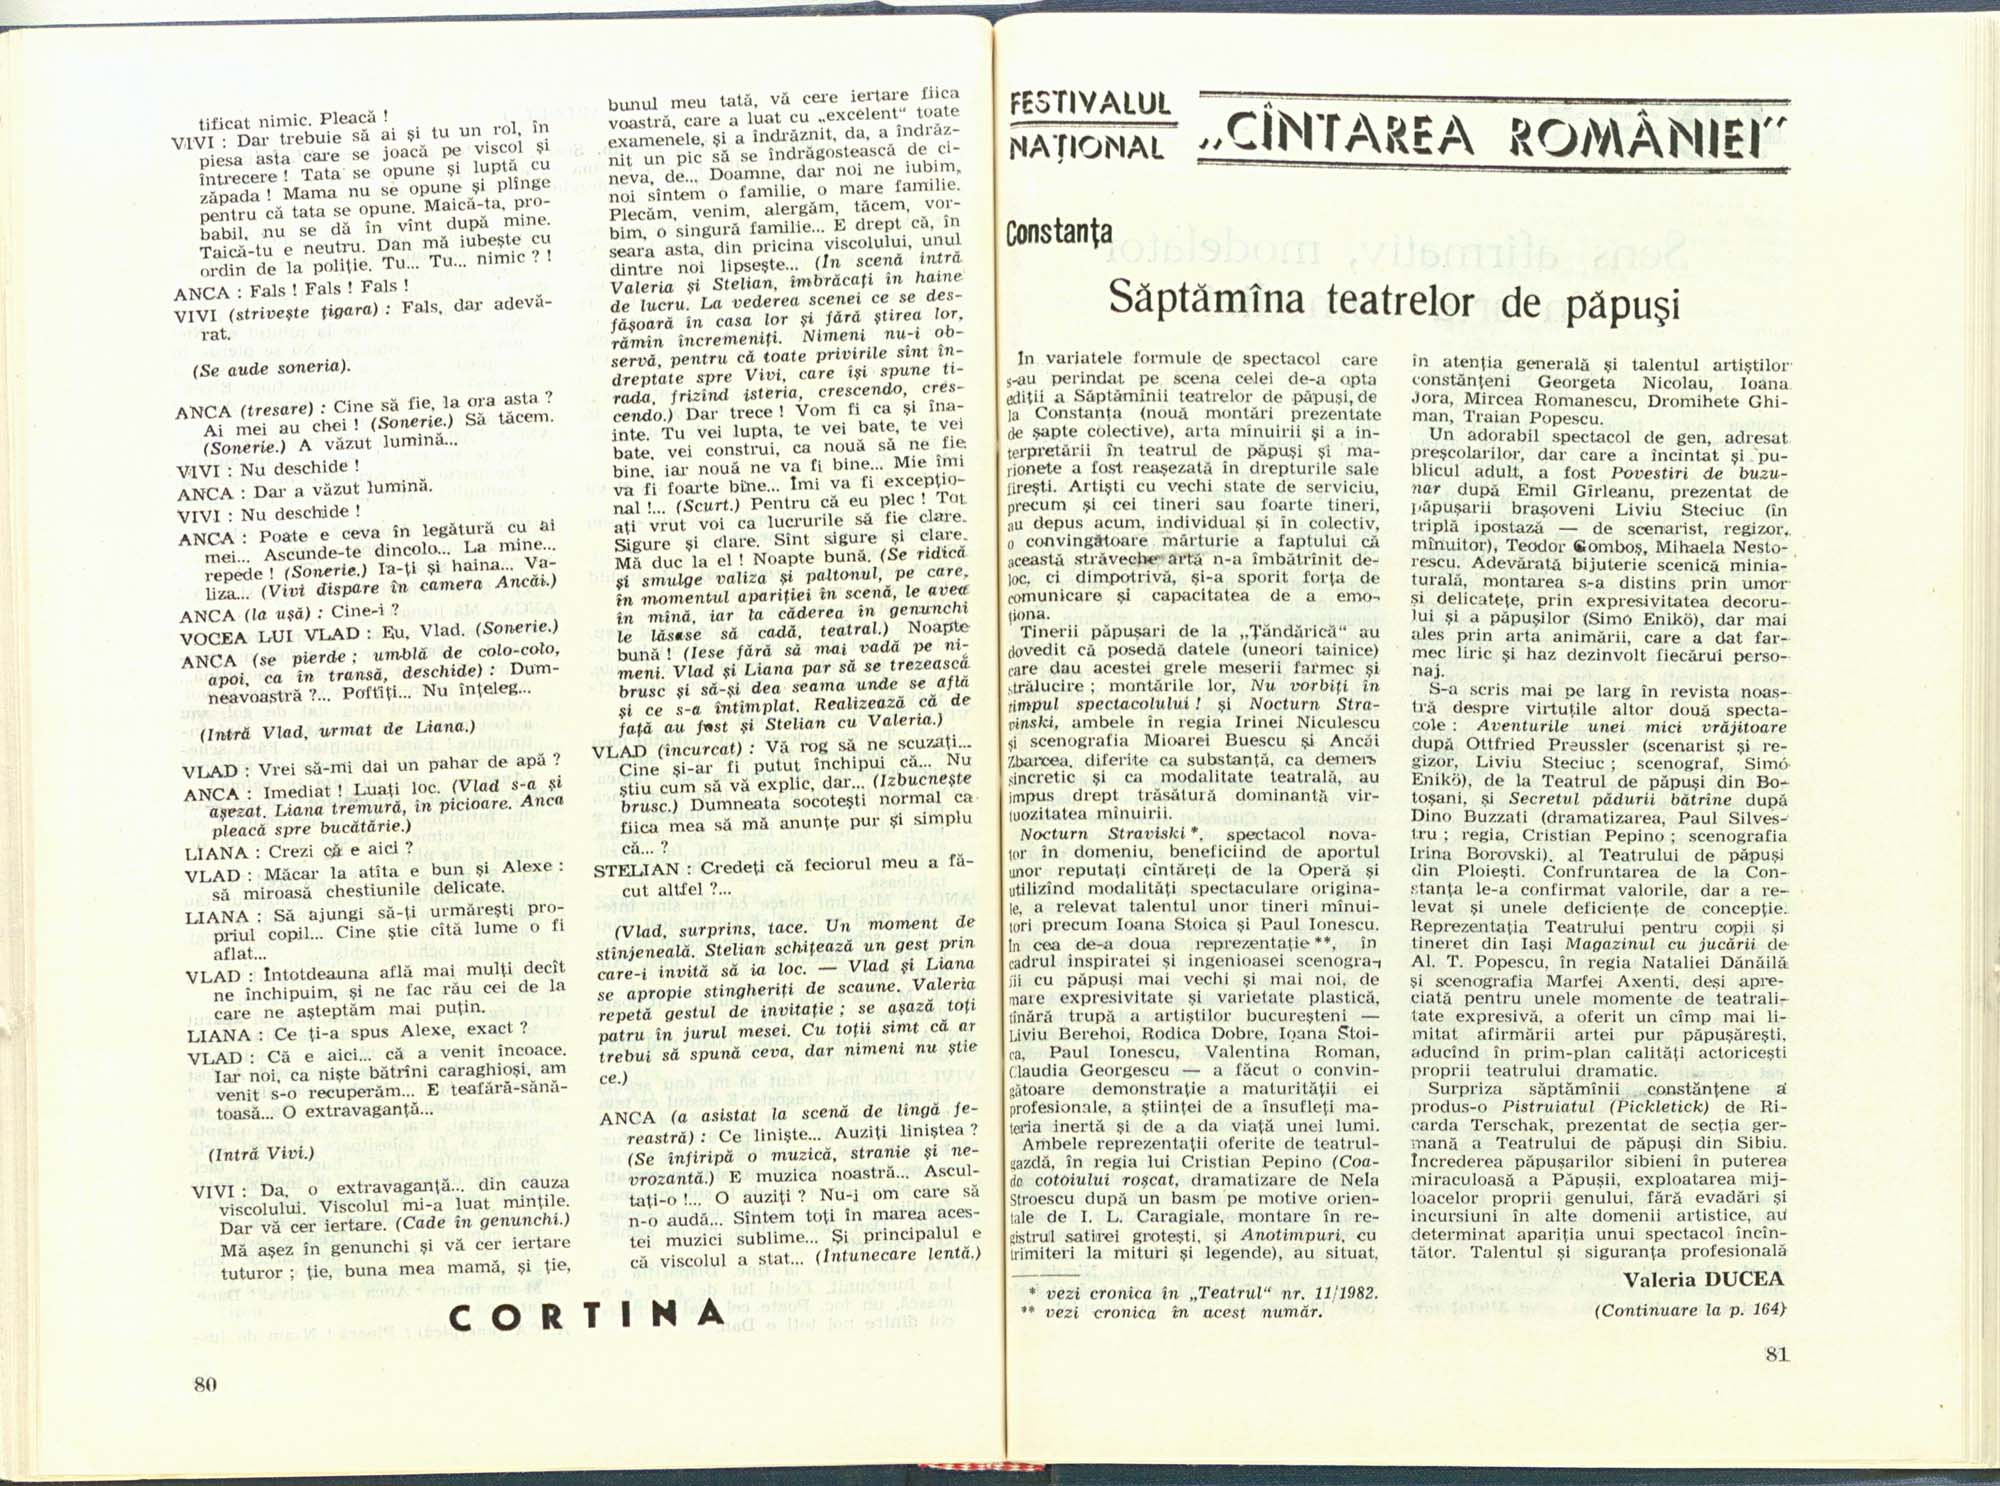 tificat nimic. Pleacă !
VIVI : Dar trebuie să ai și tu un rol, în
piesa asta care se joacă pe viscol și
întrecere ! Tata se opune și luptă cu
zăpada ! Mama nu se opune și plînge
pentru că tata se opune. Maică-ta, pro-
babil, nu se dă în vînt după mine.
Taică-tu e neutru. Dan mă iubește cu
ordin de la poliție. Tu... Tu... nimic ? !
ANCA : Fals ! Fals ! Fals !
VIVI (strivește țigara) : Fals, dar adevă-
rat.
(Se aude soneria).
ANCA (tresare) : Cine să fie, la ora asta ?
Ai mei au chei ! (Sonerie.) Să tăcem.
(Sonerie.) A văzut lumină...
VIVI : Nu deschide !
ANCA : Dar a văzut lumină.
VIVI : Nu deschide !
ANCA : Poate e ceva în legătură cu ai
mei... Ascunde-te dincolo... La mine...
repede ! (Sonerie.) Ia-ți și haina... Va-
liza... (Vivi dispare în camera Ancăi.)
ANCA (la ușă) : Cine-i ?
VOCEA LUI VLAD : Eu, Vlad. (Sonerie.)
ANCA (se pierde ; umblă de colo-colo,
apoi, ca în transă, deschide) : Dum-
neavoastră ?... Poftiți... Nu înțeleg...
(Intră Vlad, urmat de Liana.)
VLAD : Vrei să-mi dai un pahar de apă ?
ANCA : Imediat ! Luați loc. (Vlad s-a și
așezat. Liana tremură, în picioare. Anca
pleacă spre bucătărie.)
LIANA : Crezi că e aici ?
VLAD : Măcar la atîta e bun și Alexe :
să miroasă chestiunile delicate.
LIANA : Să ajungi să-ți urmărești pro-
priul copil... Cine știe cîtă lume o fi
aflat...
VLAD : Întotdeauna află mai mulți decît
ne închipuim, și ne fac rău cei de la
care ne așteptăm mai puțin.
LIANA : Ce ți-a spus Alexe, exact ?
VLAD : Că e aici... că a venit încoace.
Iar noi, ca niște bătrîni caraghioși, am
venit s-o recuperăm... E teafără-sănă-
toasă... O extravaganță...
(Intră Vivi.)
VIVI : Da, o extravaganță... din cauza
viscolului. Viscolul mi-a luat mințile.
Dar vă cer iertare. (Cade în genunchi.)
Mă așez în genunchi și vă cer iertare
tuturor ; ție, buna mea mamă, și ție,
bunul meu tată, vă cere iertare fiica
voastră, care a luat cu „excelent“ toate
examenele, și a îndrăznit, da, a îndrăz-
nit un pic să se îndrăgostească de ci-
neva, de... Doamne, dar noi ne iubim,
noi sîntem o familie, o mare familie.
Plecăm, venim, alergăm, tăcem, vor-
bim, o singură familie... E drept că, în
seara asta, din pricina viscolului, unul
dintre noi lipsește... (În scenă intră
Valeria și Stelian, îmbrăcați în haine
de lucru. La vederea scenei ce se des-
fășoară în casa lor și fără știrea lor,
rămîn încremeniți. Nimeni nu-i ob-
servă, pentru că toate privirile sînt în-
dreptate spre Vivi, care își spune ti-
rada, frizînd isteria, crescendo, cres-
cendo.) Dar trece ! Vom fi ca și îna-
inte. Tu vei lupta, te vei bate, te vei
bate, vei construi, ca nouă să ne fie
bine, iar nouă ne va fi bine... Mie îmi
va fi foarte bine... Îmi va fi excepțio-
nal !... (Scurt.) Pentru că eu plec ! Tot
ați vrut voi ca lucrurile să fie clare.
Sigure și clare. Sînt sigure și clare.
Mă duc la el ! Noapte bună. (Se ridică
și smulge valiza și paltonul, pe care,
în momentul apariției în scenă, le avea
în mînă, iar la căderea în genunchi
le lăsase să cadă, teatral.) Noapte
bună ! (Iese fără să mai vadă pe ni-
meni. Vlad și Liana par să se trezească
brusc și să-și dea seama unde se află
și ce s-a întîmplat. Realizează că de
față au fost și Stelian cu Valeria.)
VLAD (încurcat) : Vă rog să ne scuzați...
Cine și-ar fi putut închipui că... Nu
știu cum să vă explic, dar... (Izbucnește
brusc.) Dumneata socotești normal ca
fiica mea să mă anunțe pur și simplu
că... ?
STELIAN : Credeți că feciorul meu a fă-
cut altfel ?...
(Vlad, surprins, tace. Un moment de
stînjeneală. Stelian schițează un gest prin
care-i invită să ia loc. — Vlad și Liana
se apropie stingheriți de scaune. Valeria
repetă gestul de invitație ; se așază toți
patru în jurul mesei. Cu toții simt că ar
trebui să spună ceva, dar nimeni nu știe
ce.)
ANCA (a asistat la scenă de lîngă fe-
reastră) : Ce liniște... Auziți liniștea ?
(Se înfiripă o muzică, stranie și ne-
vrozantă.) E muzica noastră... Ascul-
tați-o !... O auziți ? Nu-i om care să
n-o audă... Sîntem toți în marea aces-
tei muzici sublime... Și principalul e
că viscolul a stat... (Întunecare lentă.)
CORTINA
80
FESTIVALUL
NAȚIONAL
„CÎNTAREA ROMÂNIEI“
Constanța
Săptămîna teatrelor de păpuși
În variatele formule de spectacol care
s-au perindat pe scena celei de-a opta
ediții a Săptămînii teatrelor de păpuși, de
la Constanța (nouă montări prezentate
de șapte colective), arta mînuirii și a in-
terpretării în teatrul de păpuși și ma-
rionete a fost reașezată în drepturile sale
firești. Artiști cu vechi state de serviciu,
precum și cei tineri sau foarte tineri,
au depus acum, individual și în colectiv,
o convingătoare mărturie a faptului că
această străveche artă n-a îmbătrînit de-
loc, ci dimpotrivă, și-a sporit forța de
comunicare și capacitatea de a emo-
ționa.
Tinerii păpușari de la „Țăndărică“ au
dovedit că posedă datele (uneori tainice)
care dau acestei grele meserii farmec și
strălucire ; montările lor, Nu vorbiți în
timpul spectacolului ! și Nocturn Stra-
vinski, ambele în regia Irinei Niculescu
și scenografia Mioarei Buescu și Ancăi
Zbarcea, diferite ca substanță, ca demers
sincretic și ca modalitate teatrală, au
impus drept trăsătură dominantă vir-
tuozitatea mînuirii.
Nocturn Straviski *, spectacol nova-
tor în domeniu, beneficiind de aportul
unor reputați cîntăreți de la Operă și
utilizînd modalități spectaculare origina-
le, a relevat talentul unor tineri mînui-
tori precum Ioana Stoica și Paul Ionescu.
În cea de-a doua reprezentație **, în
cadrul inspiratei și ingenioasei scenogra-
fii cu păpuși mai vechi și mai noi, de
mare expresivitate și varietate plastică,
tînără trupă a artiștilor bucureșteni —
Liviu Berehoi, Rodica Dobre, Ioana Stoi-
ca, Paul Ionescu, Valentina Roman,
Claudia Georgescu — a făcut o convin-
gătoare demonstrație a maturității ei
profesionale, a științei de a însufleți ma-
teria inertă și de a da viață unei lumi.
Ambele reprezentații oferite de teatrul-
gazdă, în regia lui Cristian Pepino (Coa-
da cotoiului roșcat, dramatizare de Nela
Stroescu după un basm pe motive orien-
tale de I. L. Caragiale, montare în re-
gistrul satirei grotești, și Anotimpuri, cu
trimiteri la mituri și legende), au situat,
* vezi cronica în „Teatrul“ nr. 11/1982.
** vezi cronica în acest număr.
în atenția generală și talentul artiștilor
constănțeni Georgeta Nicolau, Ioana
Jora, Mircea Romanescu, Dromihete Ghi-
man, Traian Popescu.
Un adorabil spectacol de gen, adresat
preșcolarilor, dar care a încîntat și pu-
blicul adult, a fost Povestiri de buzu-
nar după Emil Gîrleanu, prezentat de
păpușarii brașoveni Liviu Steciuc (în
triplă ipostază — de scenarist, regizor,
mînuitor), Teodor Gomboș, Mihaela Nesto-
rescu. Adevărată bijuterie scenică minia-
turală, montarea s-a distins prin umor
și delicatețe, prin expresivitatea decoru-
lui și a păpușilor (Simo Enikö), dar mai
ales prin arta animării, care a dat far-
mec liric și haz dezinvolt fiecărui perso-
naj.
S-a scris mai pe larg în revista noas-
tră despre virtuțile altor două specta-
cole : Aventurile unei mici vrăjitoare
după Ottfried Preussler (scenarist și re-
gizor, Liviu Steciuc ; scenograf, Simó
Enikö), de la Teatrul de păpuși din Bo-
toșani, și Secretul pădurii bătrîne după
Dino Buzzati (dramatizarea, Paul Silves-
tru ; regia, Cristian Pepino ; scenografia
Irina Borovski), al Teatrului de păpuși
din Ploiești. Confruntarea de la Con-
stanța le-a confirmat valorile, dar a re-
levat și unele deficiențe de concepție.
Reprezentația Teatrului pentru copii și
tineret din Iași Magazinul cu jucării de
Al. T. Popescu, în regia Nataliei Dănăilă
și scenografia Marfei Axenti, deși apre-
ciată pentru unele momente de teatrali-
tate expresivă, a oferit un cîmp mai li-
mitat afirmării artei pur păpușărești,
aducînd în prim-plan calități actoricești
proprii teatrului dramatic.
Surpriza săptămînii constănțene a
produs-o Pistruiatul (Pickletick) de Ri-
carda Terschak, prezentat de secția ger-
mană a Teatrului de păpuși din Sibiu.
Încrederea păpușarilor sibieni în puterea
miraculoasă a Păpușii, exploatarea mij-
loacelor proprii genului, fără evadări și
incursiuni în alte domenii artistice, au
determinat apariția unui spectacol încîn-
tător. Talentul și siguranța profesională
Valeria DUCEA
(Continuare la p. 164)
81